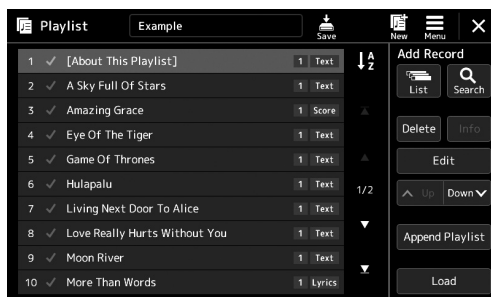 Playlist Example Save New Menu
1 [About This Playlist] 1 Text
2 A Sky Full Of Stars 1 Text
3 Amazing Grace 1 Score
4 Eye Of The Tiger 1 Text
5 Game Of Thrones 1 Text
6 Hulapalu 1 Text
7 Living Next Door To Alice 1 Text
8 Love Really Hurts Without You 1 Text
9 Moon River 1 Text
10 More Than Words 1 Lyrics
A
Z
1/2
Add Record
List Search
Delete Info
Edit
Up Down
Append Playlist
Load